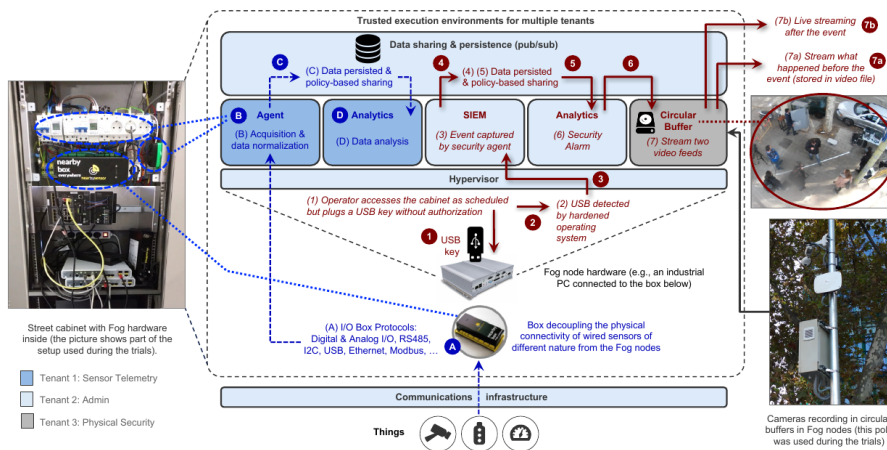 Trusted execution environments for multiple tenants
Data sharing & persistence (pub/sub)
C
(C) Data persisted
& policy-based sharing
4
(4) (5) Data persisted
& policy-based sharing
5
6
(7b) Live streaming
after the event
7b
(7a) Stream what
happened before the
event (stored in video file)
7a
B
Agent
(B) Acquisition &
data normalization
D
Analytics
(D) Data analysis
SIEM
(3) Event captured
by security agent
Analytics
(6) Security
Alarm
Circular
Buffer
(7) Stream two
video feeds
Hypervisor
3
nearby
box
everywhere
(1) Operator accesses the cabinet as scheduled
but plugs a USB key without authorization
2
(2) USB detected
by hardened
operating
system
1
USB
key
Fog node hardware (e.g., an industrial
PC connected to the box below)
Street cabinet with Fog hardware
inside (the picture shows part of the
setup used during the trials).
(A) I/O Box Protocols:
Digital & Analog I/O, RS485,
I2C, USB, Ethernet, Modbus, ...
A
Box decoupling the physical
connectivity of wired sensors of
different nature from the Fog nodes
Tenant 1: Sensor Telemetry
Tenant 2: Admin
Tenant 3: Physical Security
Communications infrastructure
Things
Cameras recording in circula
buffers in Fog nodes (this pol
was used during the trials)